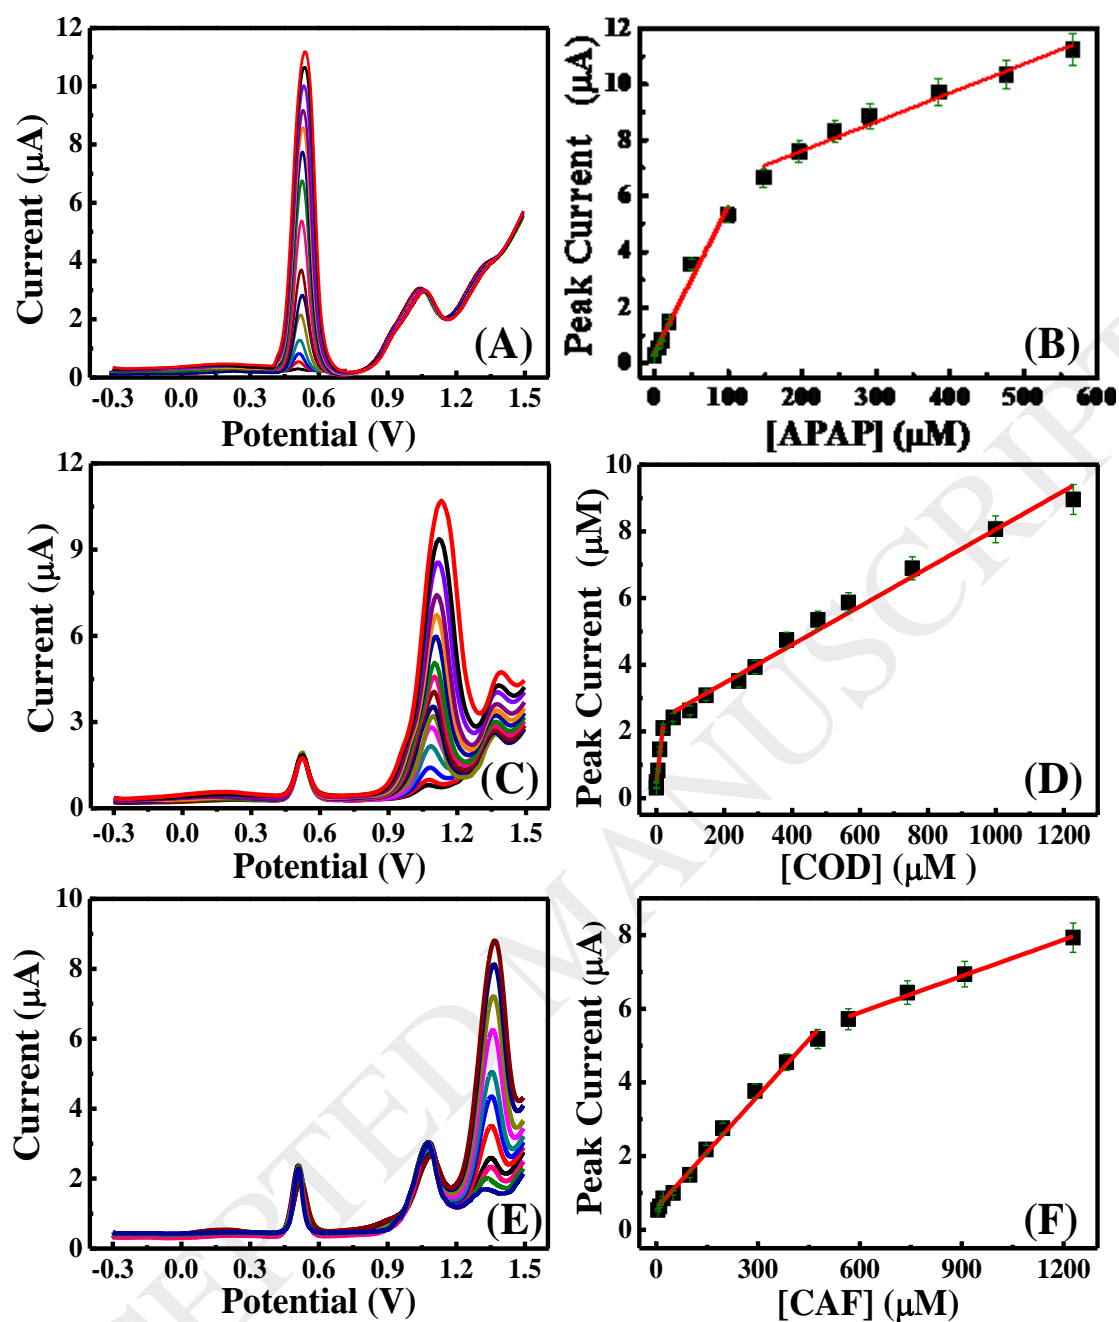 12
10
8
6
4
2
0
Current (μA)
(A)
-0.3 0.0 0.3 0.6 0.9 1.2 1.5
Potential (V)
12
10
8
6
4
2
0
Peak Current (μA)
(B)
0 100 200 300 400 500 600
[APAP] (μM)
12
9
6
3
0
Current (μA)
(C)
-0.3 0.0 0.3 0.6 0.9 1.2 1.5
Potential (V)
10
8
6
4
2
0
Peak Current (μM)
(D)
0 200 400 600 800 1000 1200
[COD] (μM )
10
8
6
4
2
0
Current (μA)
(E)
-0.3 0.0 0.3 0.6 0.9 1.2 1.5
Potential (V)
8
6
4
2
0
Peak Current (μA)
(F)
0 300 600 900 1200
[CAF] (μM)
CEPTED MANUSCRIPT